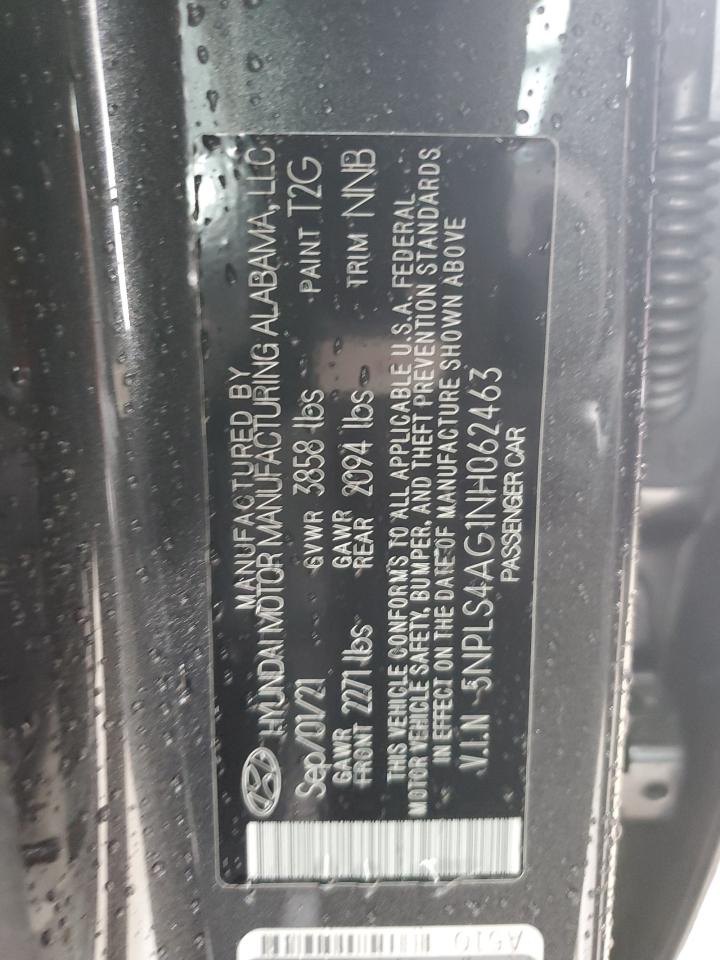 MANUFACTURED BY
HYUNDAI MOTOR MANUFACTURING ALABAMA, LLC
Sep/01/21 GVWR 3858 lbs PAINT T2G
GAWR FRONT 2271 lbs GAWR REAR 2094 lbs TRIM NNB
THIS VEHICLE CONFORMS TO ALL APPLICABLE U.S.A. FEDERAL
MOTOR VEHICLE SAFETY, BUMPER, AND THEFT PREVENTION STANDARDS
IN EFFECT ON THE DATE OF MANUFACTURE SHOWN ABOVE
V.I.N 5NPLS4AG1NH062463
PASSENGER CAR
A510